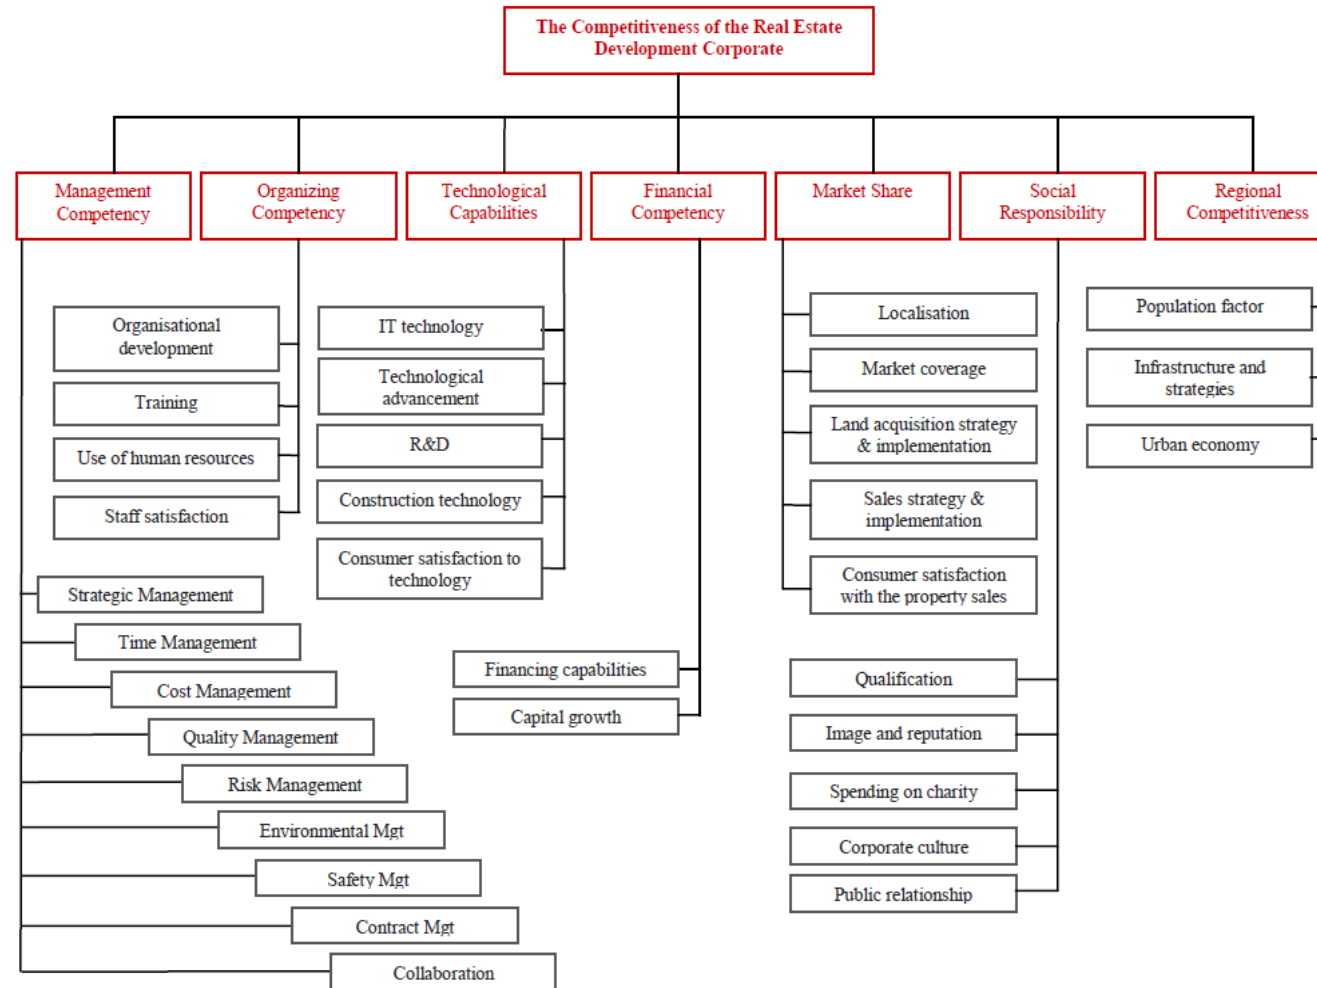 The Competitiveness of the Real Estate
Development Corporate
Management
Competency
Organizing
Competency
Technological
Capabilities
Financial
Competency
Market Share
Social
Responsibility
Regional
Competitiveness
Organisational
development
Training
Use of human resources
Staff satisfaction
IT technology
Technological
advancement
R&D
Construction technology
Consumer satisfaction to
technology
Localisation
Market coverage
Land acquisition strategy
& implementation
Sales strategy &
implementation
Consumer satisfaction
with the property sales
Population factor
Infrastructure and
strategies
Urban economy
Strategic Management
Time Management
Cost Management
Quality Management
Risk Management
Environmental Mgt
Safety Mgt
Contract Mgt
Collaboration
Financing capabilities
Capital growth
Qualification
Image and reputation
Spending on charity
Corporate culture
Public relationship